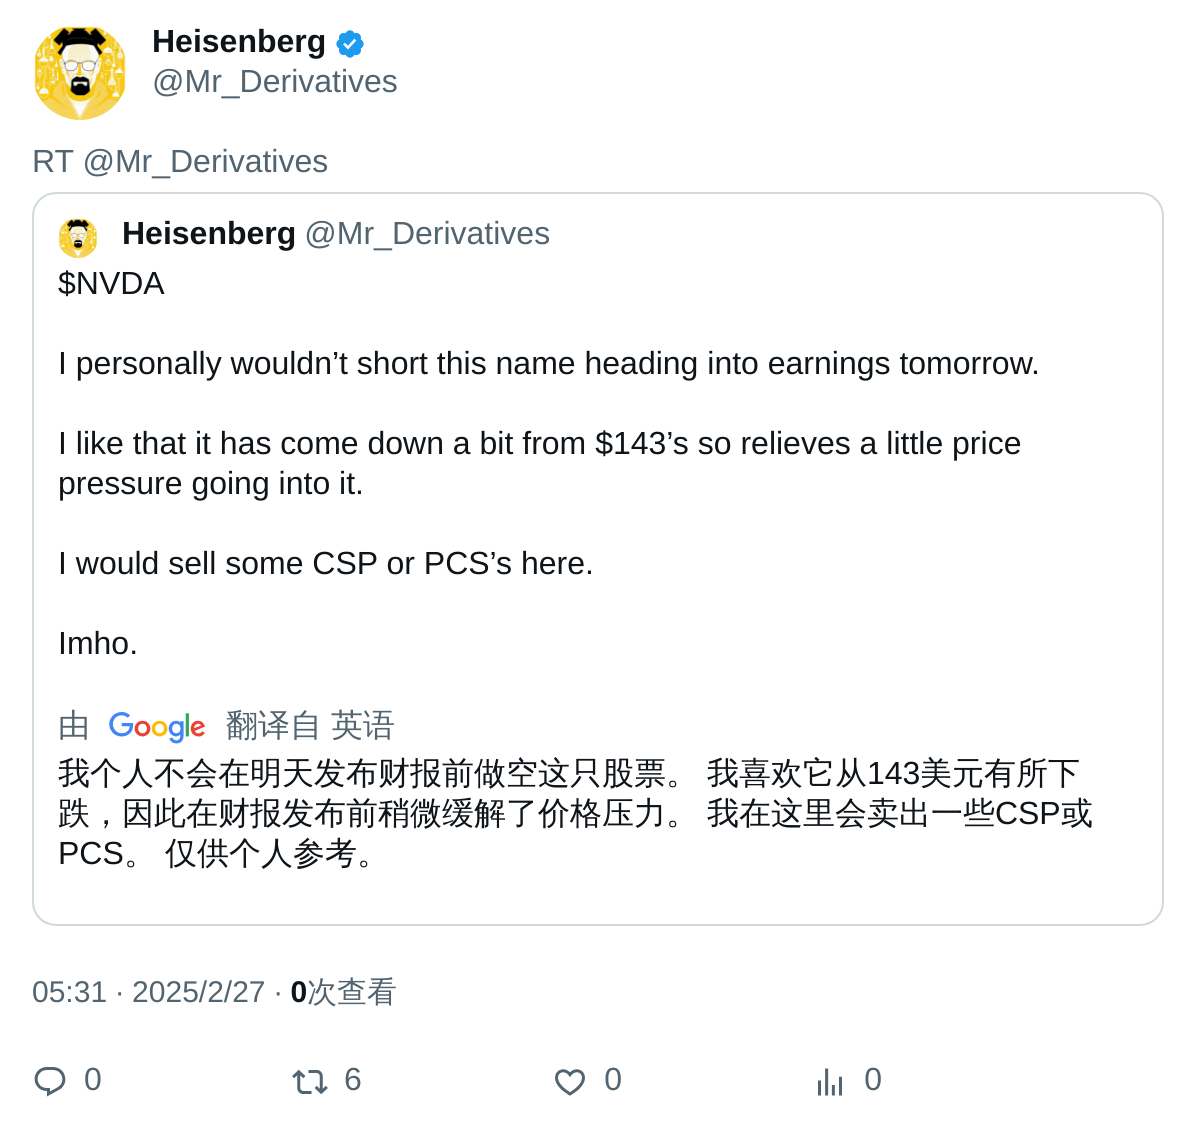 Heisenberg
@Mr_Derivatives
RT @Mr_Derivatives
Heisenberg @Mr_Derivatives
$NVDA
I personally wouldn’t short this name heading into earnings tomorrow.
I like that it has come down a bit from $143’s so relieves a little price
pressure going into it.
I would sell some CSP or PCS’s here.
Imho.
由 Google 翻译自 英语
我个人不会在明天发布财报前做空这只股票。 我喜欢它从143美元有所下
跌，因此在财报发布前稍微缓解了价格压力。 我在这里会卖出一些CSP或
PCS。 仅供个人参考。
05:31 · 2025/2/27 · 0次查看
0 6 0 0